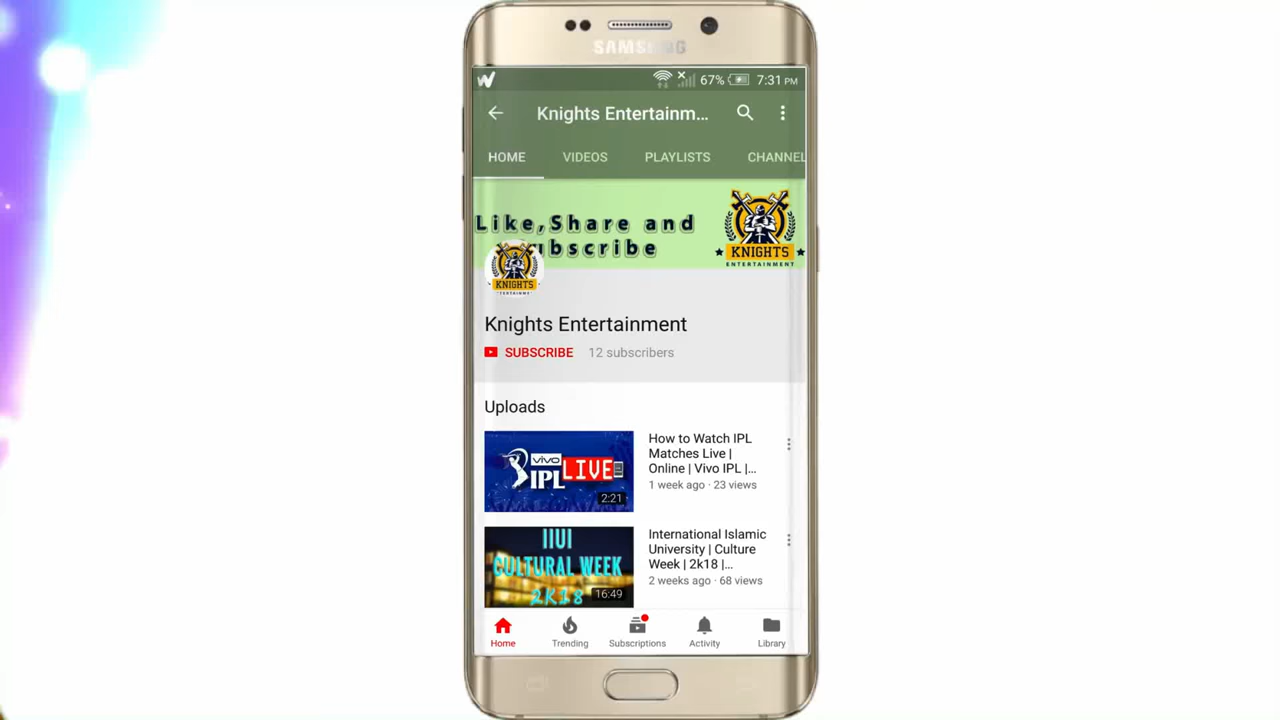 SAMSUNG
67% 7:31 PM
Knights Entertainm...
HOME VIDEOS PLAYLISTS CHANNEL
Like,Share and
ubscribe
KNIGHTS
ENTERTAINMENT
KNIGHTS
Knights Entertainment
SUBSCRIBE 12 subscribers
Uploads
vivo IPL LIVE
2:21
How to Watch IPL
Matches Live |
Online | Vivo IPL |...
1 week ago · 23 views
IIUI
CULTURAL WEEK
2K18
16:49
International Islamic
University | Culture
Week | 2k18 |...
2 weeks ago · 68 views
Home Trending Subscriptions Activity Library